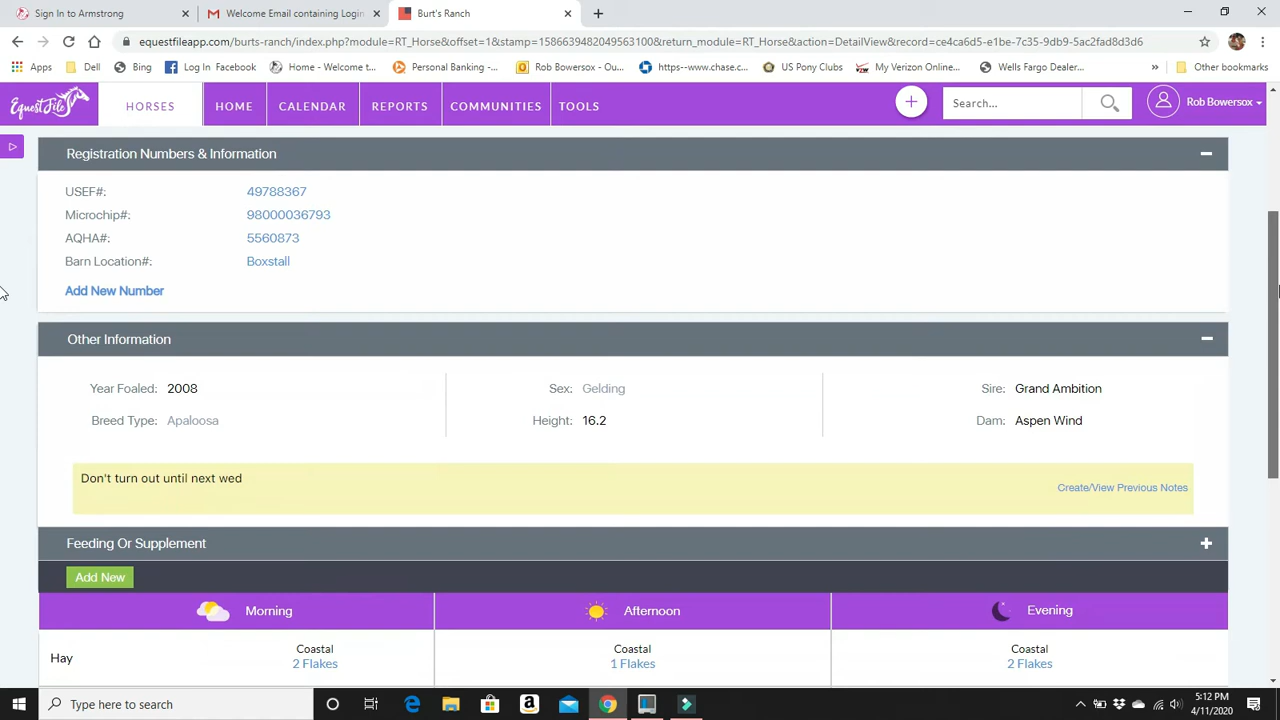 Sign In to Armstrong
Welcome Email containing Login
Burt's Ranch
equestfileapp.com/burts-ranch/index.php?module=RT_Horse&offset=1&stamp=158663948204956310​0&return_module=RT_Horse&action=DetailView&record=ce4ca6d5-e1be-7c35-9db9-5ac2fad8d3d6
Apps Dell Bing Log In Facebook Home - Welcome t... Personal Banking -... Rob Bowersox - Ou... https--www.chase.c... US Pony Clubs My Verizon Online... Wells Fargo Dealer... » Other bookmarks
EquestFile HORSES HOME CALENDAR REPORTS COMMUNITIES TOOLS + Search... Rob Bowersox
Registration Numbers & Information
USEF#: 49788367
Microchip#: 98000036793
AQHA#: 5560873
Barn Location#: Boxstall
Add New Number
Other Information
Year Foaled: 2008 Sex: Gelding Sire: Grand Ambition
Breed Type: Apaloosa Height: 16.2 Dam: Aspen Wind
Don't turn out until next wed
Create/View Previous Notes
Feeding Or Supplement
Add New
Morning Afternoon Evening
Hay Coastal Coastal Coastal
2 Flakes 1 Flakes 2 Flakes
Type here to search
5:12 PM
4/11/2020